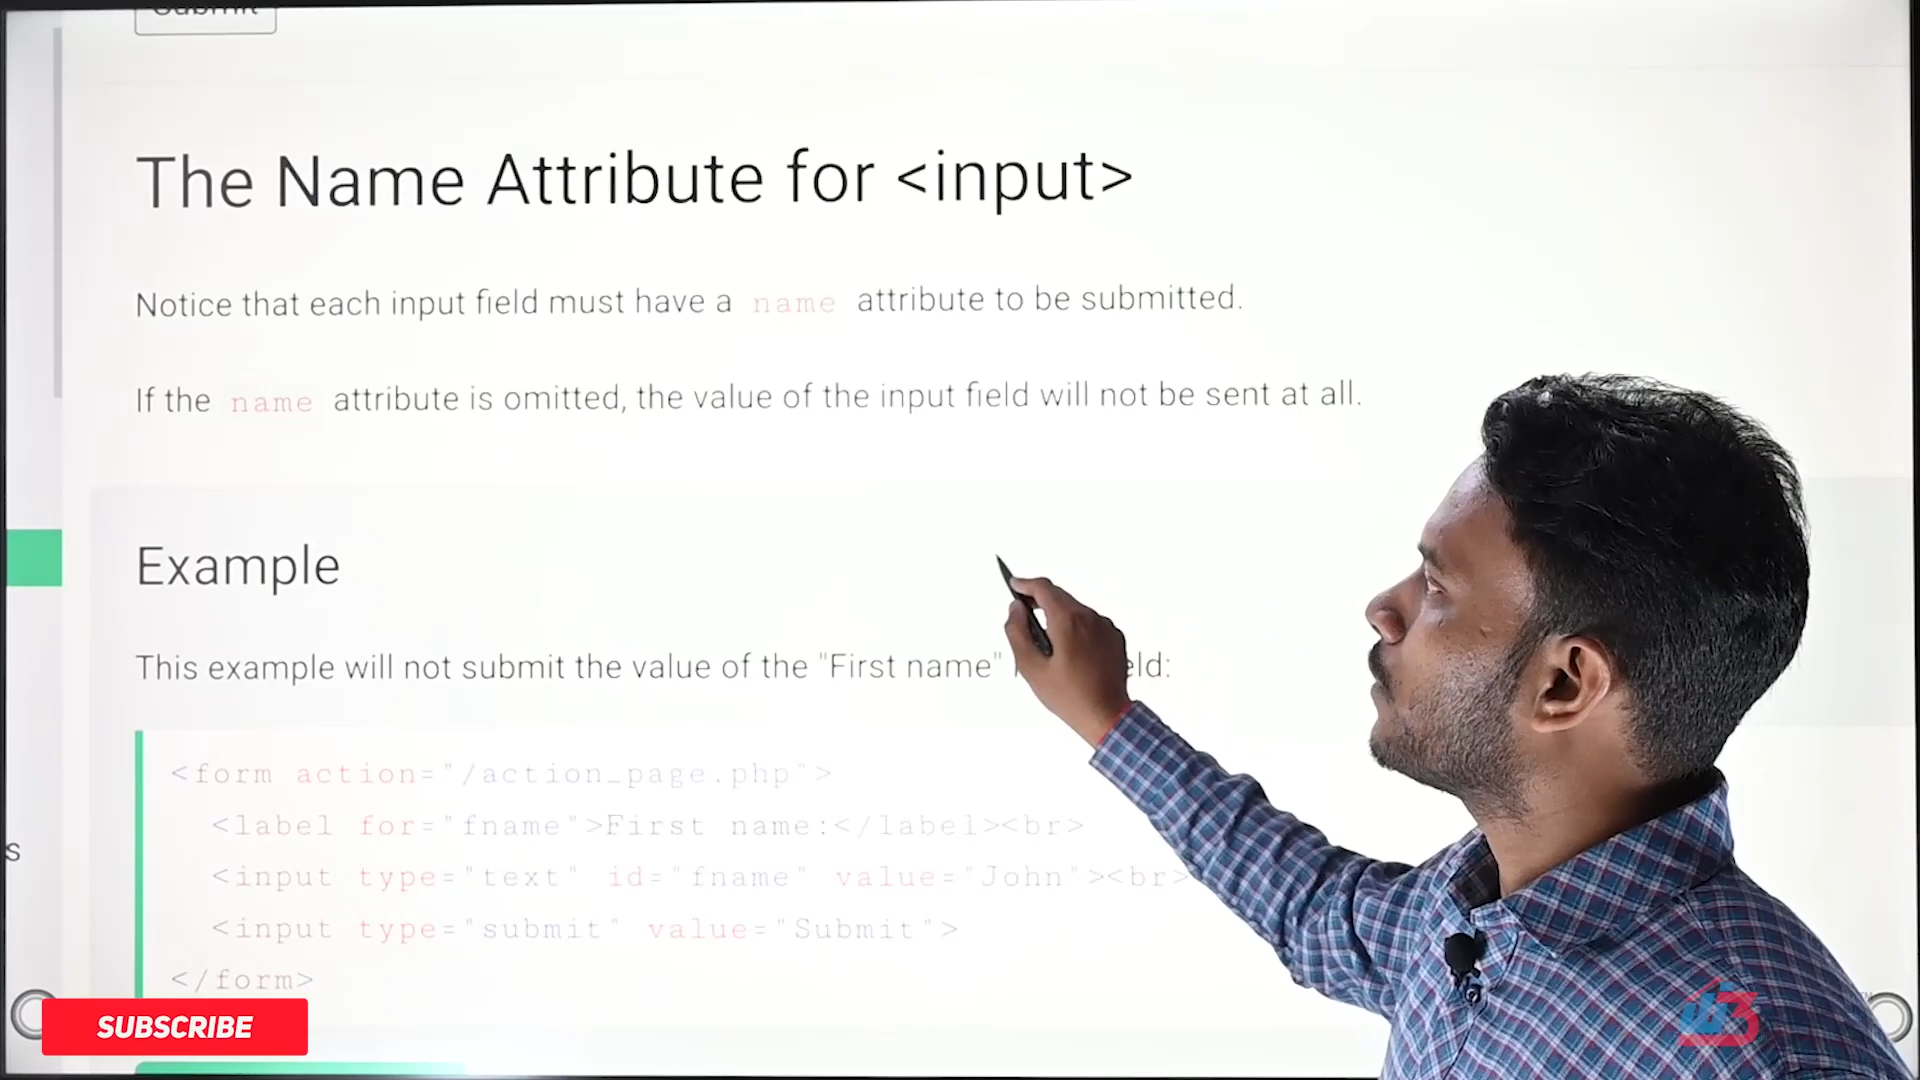 Submit
The Name Attribute for <input>
Notice that each input field must have a name attribute to be submitted.
If the name attribute is omitted, the value of the input field will not be sent at all.
Example
This example will not submit the value of the "First name"
<form action="/action_page.php">
<label for="fname">First name:</label><br>
<input type="text" id="fname" value="John"><br>
<input type="submit" value="Submit">
</form>
s
SUBSCRIBE
W3